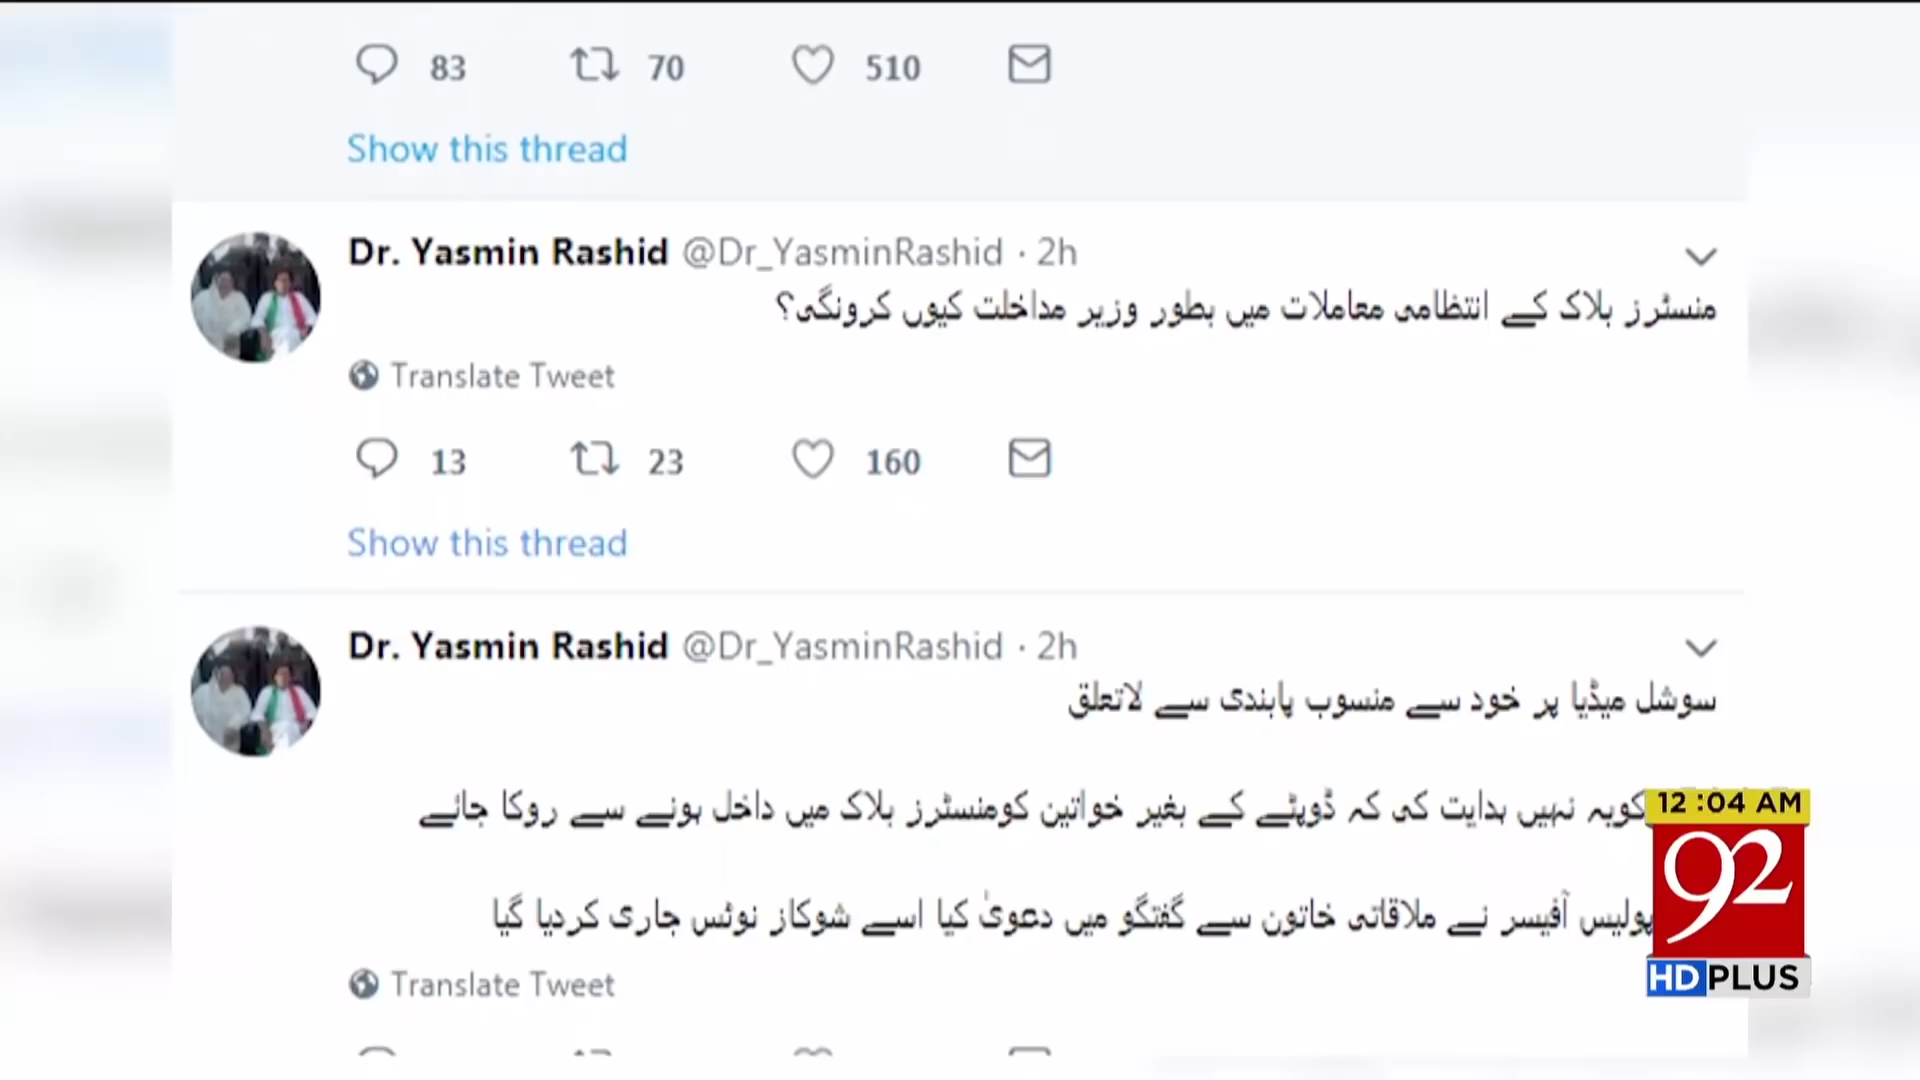 83 70 510
Show this thread
Dr. Yasmin Rashid @Dr_YasminRashid · 2h
منسٹرز بلاک کے انتظامی معاملات میں بطور وزیر مداخلت کیوں کرونگی؟
Translate Tweet
13 23 160
Show this thread
Dr. Yasmin Rashid @Dr_YasminRashid · 2h
سوشل میڈیا پر خود سے منسوب پابندی سے لاتعلق
کویہ نہیں ہدایت کی کہ ڈوپٹے کے بغیر خواتین کومنسٹرز بلاک میں داخل ہونے سے روکا جائے
پولیس آفیسر نے ملاقاتی خاتون سے گفتگو میں دعویٰ کیا اسے شوکاز نوٹس جاری کردیا گیا
Translate Tweet
12 :04 AM
92
HD PLUS